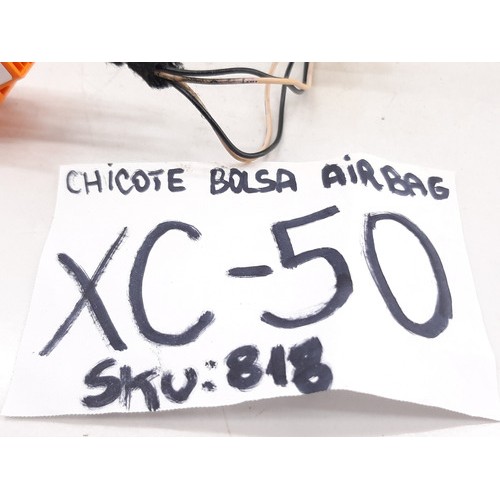 CHICOTE BOLSA AIRBAG
XC-50
SKU: 818